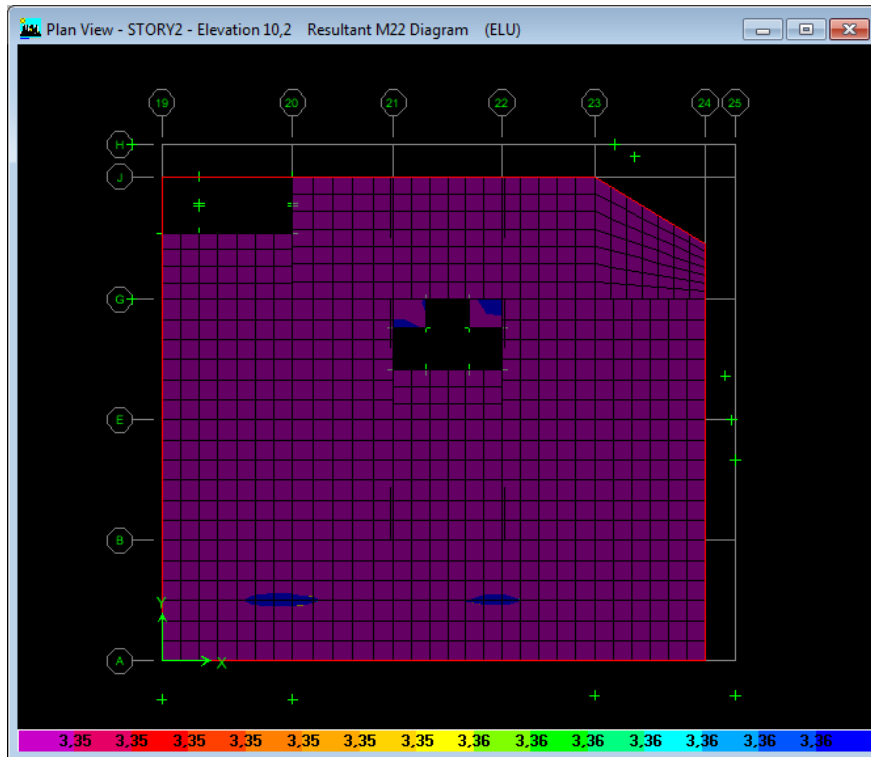 Plan View - STORY2 - Elevation 10,2 Resultant M22 Diagram (ELU)
19 20 21 22 23 24 25
H
J
G
E
B
Y
A
X
3,35 3,35 3,35 3,35 3,35 3,35 3,35 3,36 3,36 3,36 3,36 3,36 3,36 3,36